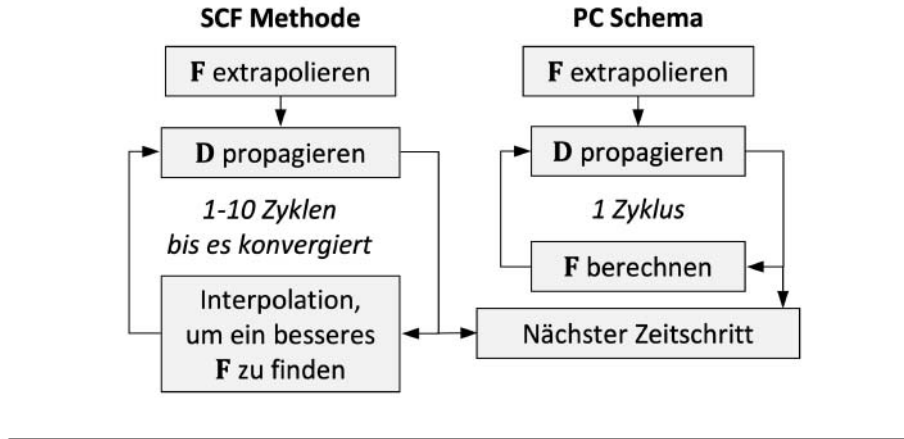 SCF Methode
F extrapolieren
D propagieren
1-10 Zyklen
bis es konvergiert
Interpolation,
um ein besseres
F zu finden
PC Schema
F extrapolieren
D propagieren
1 Zyklus
F berechnen
Nächster Zeitschritt